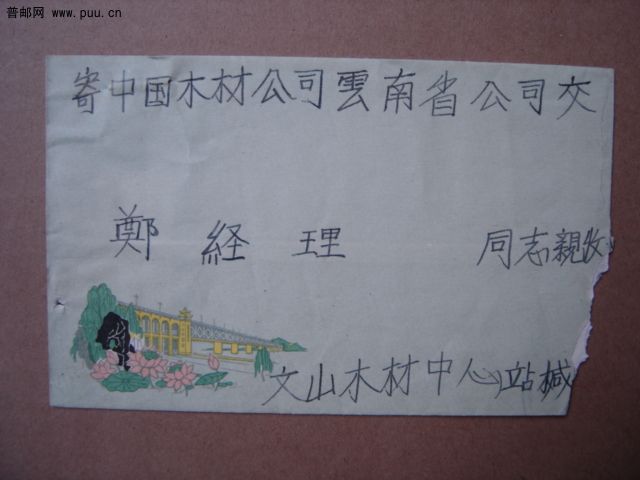 普邮网 www.puu.cn
寄中国木材公司雲南省公司交
鄭経理 同志親收
文山木材中心站椷